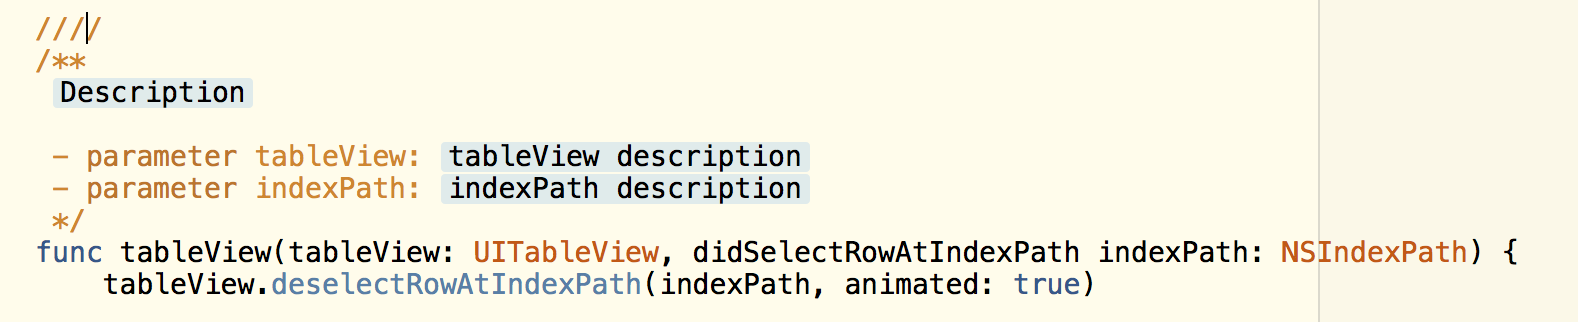 ////
/**
Description
- parameter tableView: tableView description
- parameter indexPath: indexPath description
*/
func tableView(tableView: UITableView, didSelectRowAtIndexPath indexPath: NSIndexPath) {
tableView.deselectRowAtIndexPath(indexPath, animated: true)